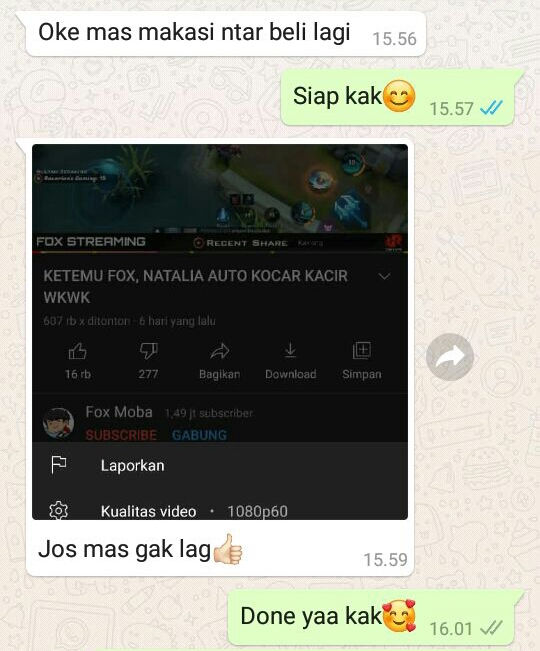 Oke mas makasi ntar beli lagi 15.56
Siap kak😊 15.57
FOX STREAMING
RECENT SHARE
KETEMU FOX, NATALIA AUTO KOCAR KACIR
WKWK
607 rb x ditonton · 6 hari yang lalu
16 rb 277 Bagikan Download Simpan
Fox Moba 1,49 jt subscriber
SUBSCRIBE GABUNG
Laporkan
Kualitas video • 1080p60
Jos mas gak lag👍🏻 15.59
Done yaa kak🥰 16.01